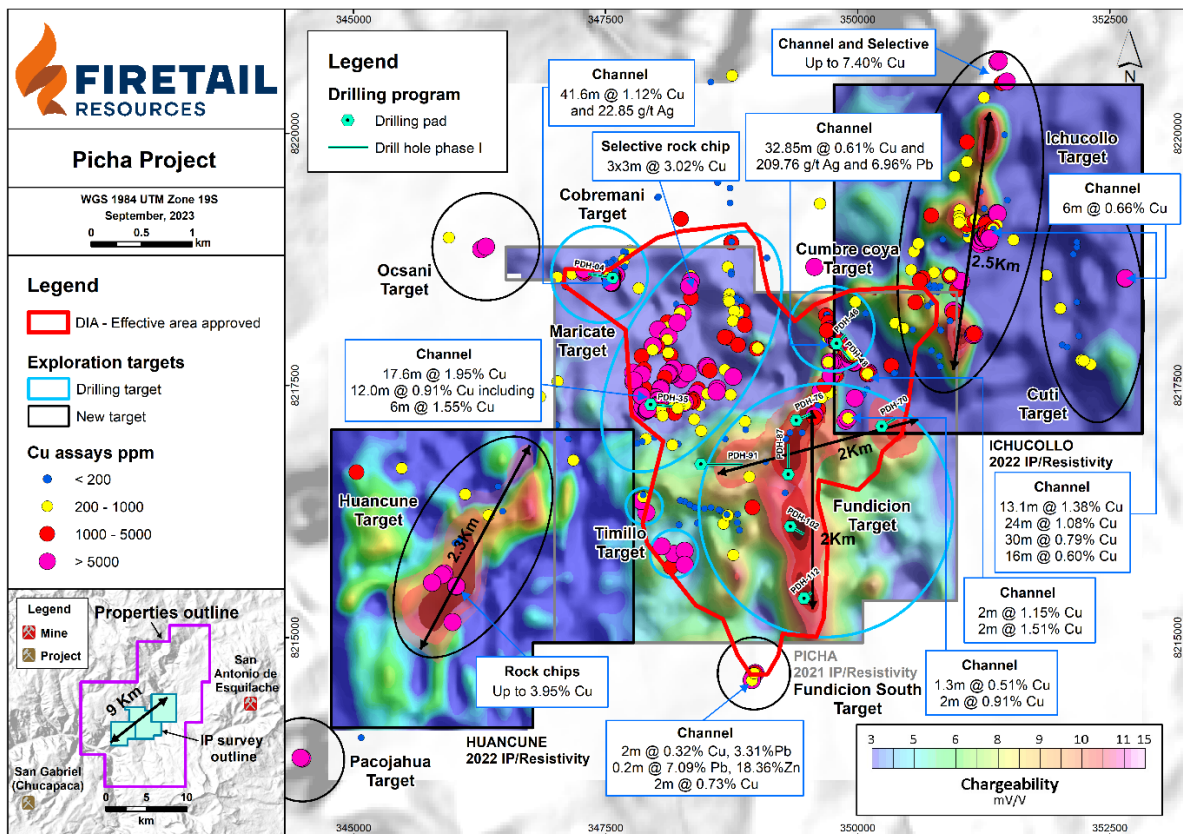 FIRETAIL
RESOURCES
Picha Project
WGS 1984 UTM Zone 19S
September, 2023
1 0.5 0 1
km
Legend
DIA - Effective area approved
Exploration targets
Drilling target
New target
Cu assays ppm
< 200
200 - 1000
1000 - 5000
> 5000
Legend
Mine
Project
Properties outline
San
Antonio de
Esquilache
9 Km
IP survey
outline
San Gabriel
(Chucapaca)
0 5 10
km
345000 347500 350000 352500
8220000
8217500
8215000
Legend
Drilling program
Drilling pad
Drill hole phase I
Channel
41.6m @ 1.12% Cu
and 22.85 g/t Ag
Selective rock chip
3x3m @ 3.02% Cu
Channel and Selective
Up to 7.40% Cu
N
Channel
32.85m @ 0.61% Cu and
209.76 g/t Ag and 6.96% Pb
Ichucollo
Target
Channel
6m @ 0.66% Cu
Cobremani
Target
PDH-04
Ocsani
Target
Cumbre coya
Target
2.5Km
Maricate
Target
PDH-46
PDH-48
Channel
17.6m @ 1.95% Cu
12.0m @ 0.91% Cu including
6m @ 1.55% Cu
PDH-35
Cuti
Target
PDH-76
PDH-70
PDH-87
PDH-91
2Km
ICHUCOLLO
2022 IP/Resistivity
Huancune
Target
2.3Km
Timillo
Target
Fundicion
Target
PDH-102
2Km
PDH-112
Channel
13.1m @ 1.38% Cu
24m @ 1.08% Cu
30m @ 0.79% Cu
16m @ 0.60% Cu
Channel
2m @ 1.15% Cu
2m @ 1.51% Cu
Channel
1.3m @ 0.51% Cu
2m @ 0.91% Cu
Rock chips
Up to 3.95% Cu
PICHA
2021 IP/Resistivity
Fundicion South
Target
HUANCUNE
2022 IP/Resistivity
Pacojahua
Target
Channel
2m @ 0.32% Cu, 3.31%Pb
0.2m @ 7.09% Pb, 18.36%Zn
2m @ 0.73% Cu
3 5 6 8 9 10 11 15
Chargeability
mV/V
345000 347500 350000 352500
8220000
8217500
8215000